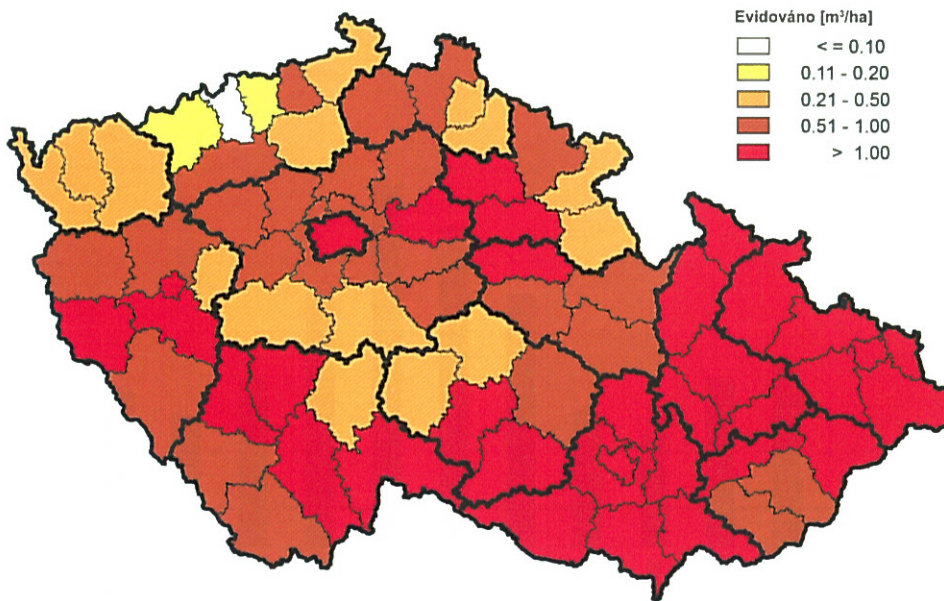 Evidováno [m³/ha]
< = 0.10
0.11 - 0.20
0.21 - 0.50
0.51 - 1.00
> 1.00